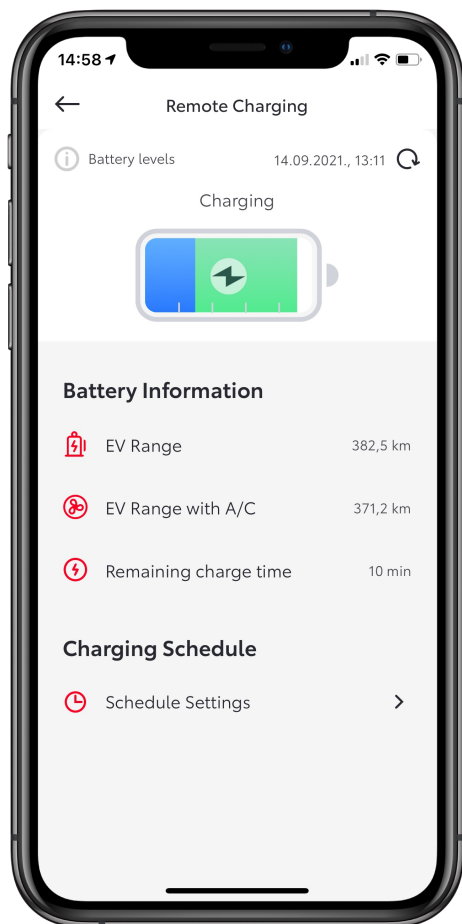 14:58
Remote Charging
Battery levels 14.09.2021., 13:11
Charging
Battery Information
EV Range 382,5 km
EV Range with A/C 371,2 km
Remaining charge time 10 min
Charging Schedule
Schedule Settings